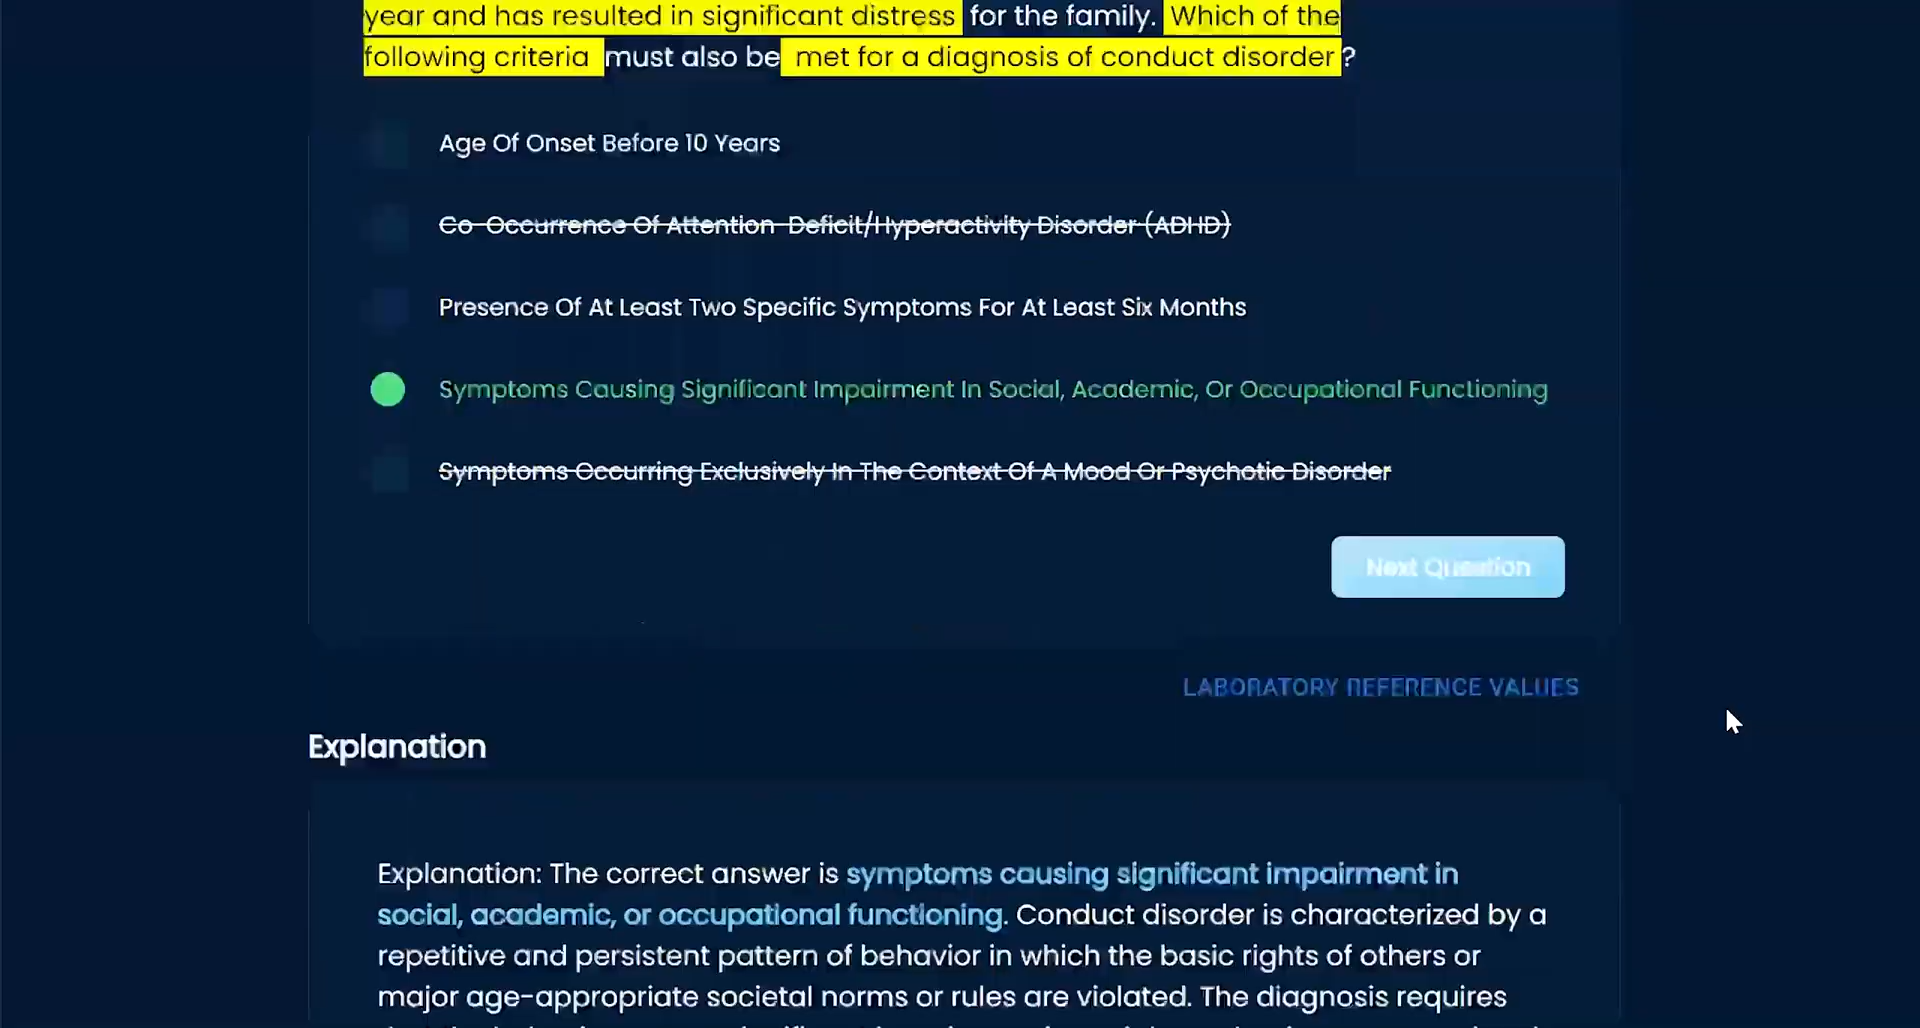 year and has resulted in significant distress for the family. Which of the
following criteria must also be met for a diagnosis of conduct disorder?
Age Of Onset Before 10 Years
Co-Occurrence Of Attention-Deficit/Hyperactivity Disorder (ADHD)
Presence Of At Least Two Specific Symptoms For At Least Six Months
Symptoms Causing Significant Impairment In Social, Academic, Or Occupational Functioning
Symptoms Occurring Exclusively In The Context Of A Mood Or Psychotic Disorder
Next Question
LABORATORY REFERENCE VALUES
Explanation
Explanation: The correct answer is symptoms causing significant impairment in
social, academic, or occupational functioning. Conduct disorder is characterized by a
repetitive and persistent pattern of behavior in which the basic rights of others or
major age-appropriate societal norms or rules are violated. The diagnosis requires